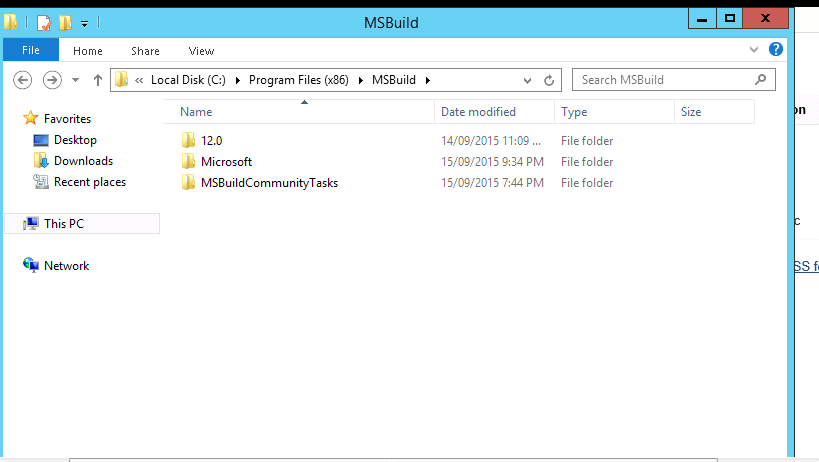 MSBuild
File Home Share View
« Local Disk (C:) Program Files (x86) MSBuild Search MSBuild
Favorites
Desktop
Downloads
Recent places
This PC
Network
Name Date modified Type Size
12.0 14/09/2015 11:09 ... File folder
Microsoft 15/09/2015 9:34 PM File folder
MSBuildCommunityTasks 15/09/2015 7:44 PM File folder
on
c